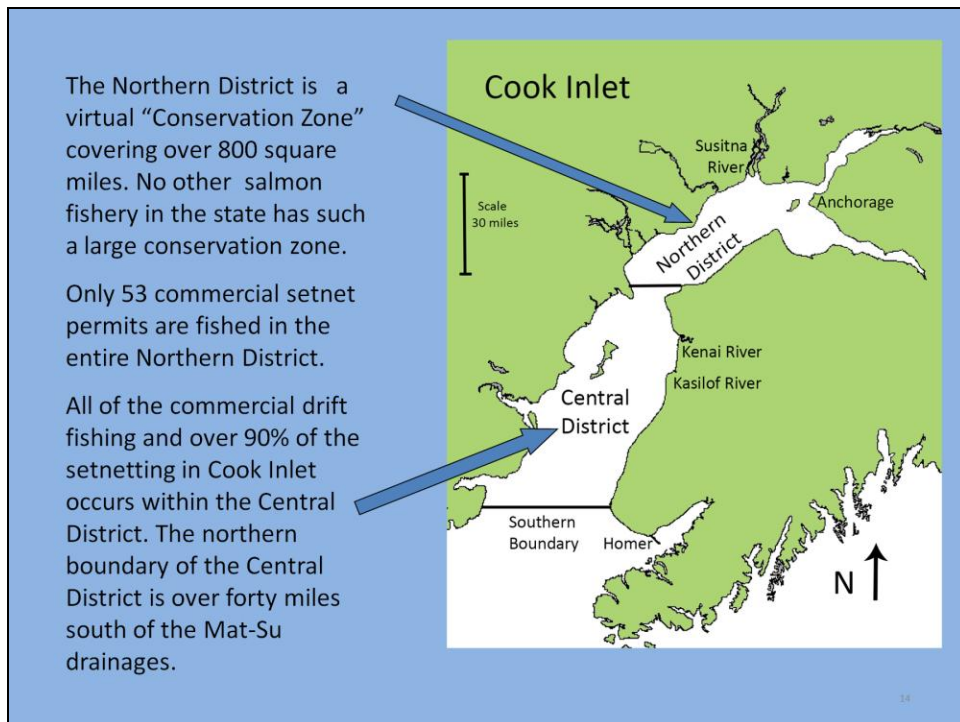 The Northern District is   a
virtual “Conservation Zone”
covering over 800 square
miles. No other  salmon
fishery in the state has such
a large conservation zone.
Only 53 commercial setnet
permits are fished in the
entire Northern District.
All of the commercial drift
fishing and over 90% of the
setnetting in Cook Inlet
occurs within the Central
District. The northern
boundary of the Central
District is over forty miles
south of the Mat-Su
drainages.
Cook Inlet
Susitna
River
Scale
30 miles
Anchorage
Northern
District
Kenai River
Kasilof River
Central
District
Southern
Boundary
Homer
N
14